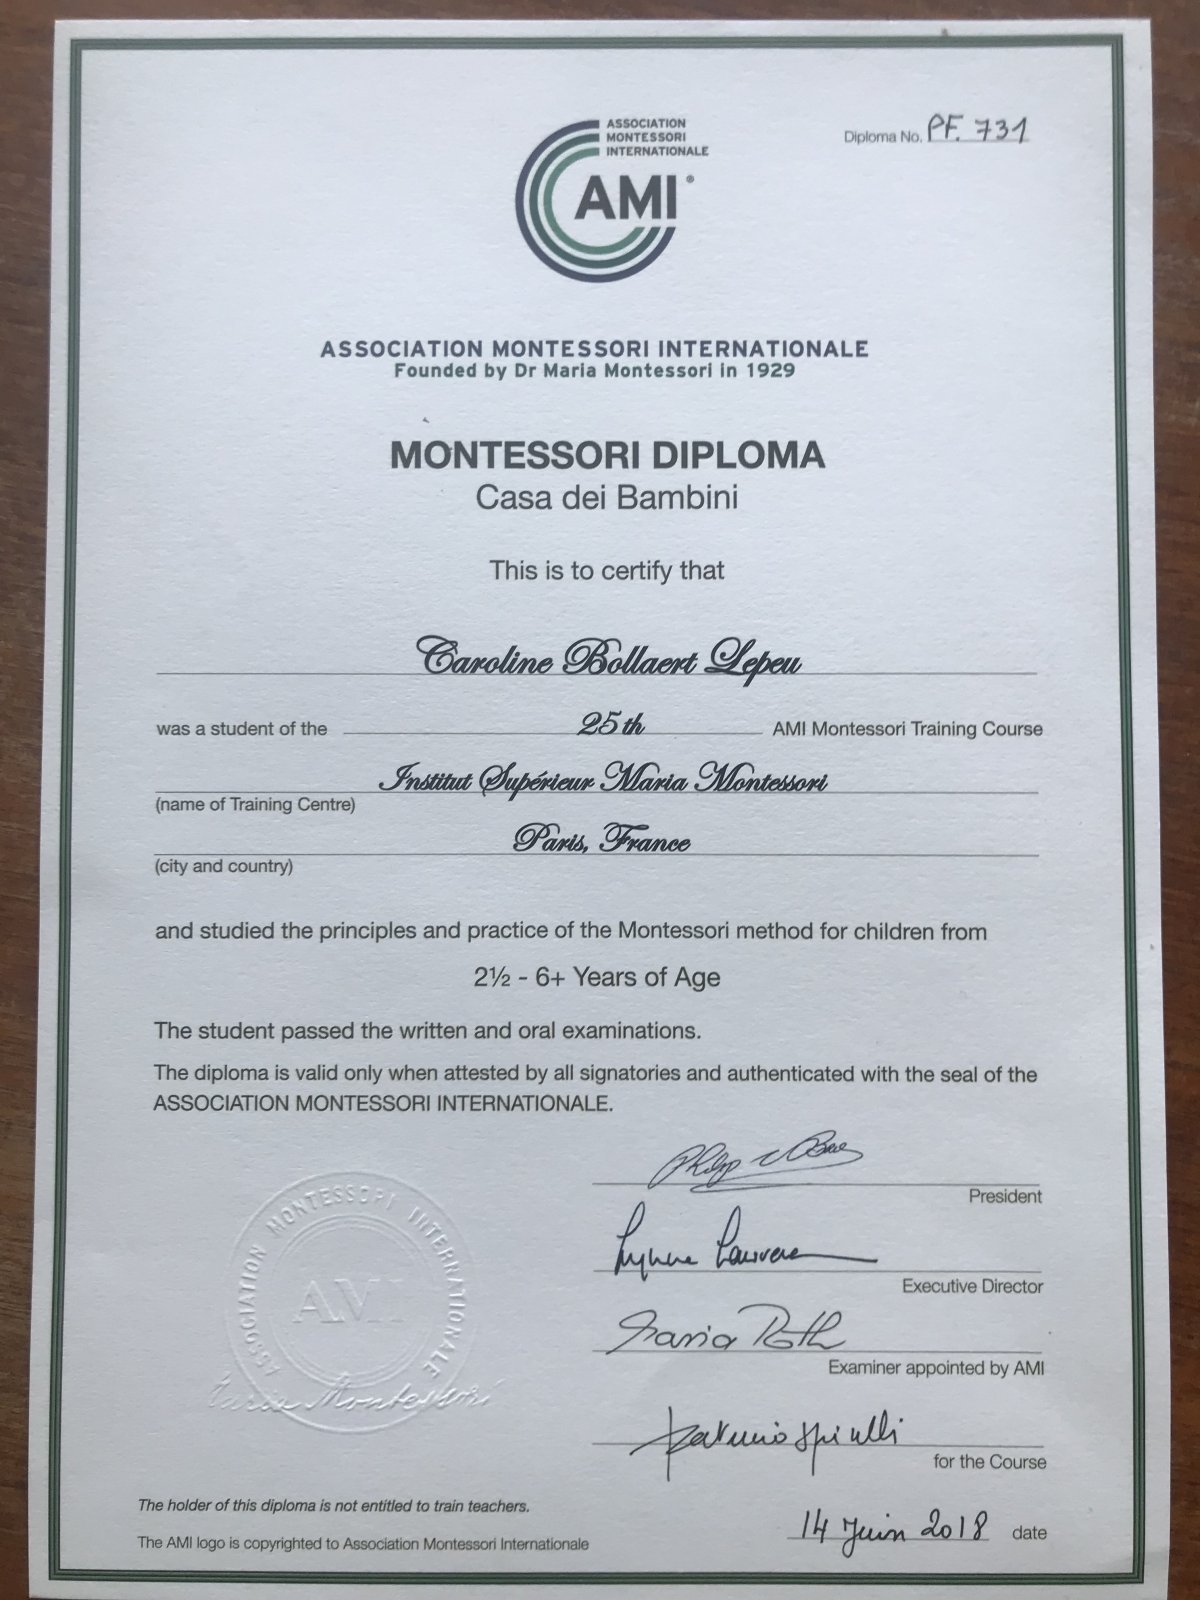 ASSOCIATION
MONTESSORI
INTERNATIONALE
AMI®
Diploma No. PF. 731
ASSOCIATION MONTESSORI INTERNATIONALE
Founded by Dr Maria Montessori in 1929
MONTESSORI DIPLOMA
Casa dei Bambini
This is to certify that
Caroline Bollaert Lepeu
was a student of the 25th AMI Montessori Training Course
Institut Supérieur Maria Montessori
(name of Training Centre)
Paris, France
(city and country)
and studied the principles and practice of the Montessori method for children from
2½ - 6+ Years of Age
The student passed the written and oral examinations.
The diploma is valid only when attested by all signatories and authenticated with the seal of the
ASSOCIATION MONTESSORI INTERNATIONALE.
President
Executive Director
Examiner appointed by AMI
for the Course
ASSOCIATION MONTESSORI INTERNATIONALE
AMI
Maria Montessori
The holder of this diploma is not entitled to train teachers.
14 Juin 2018 date
The AMI logo is copyrighted to Association Montessori Internationale